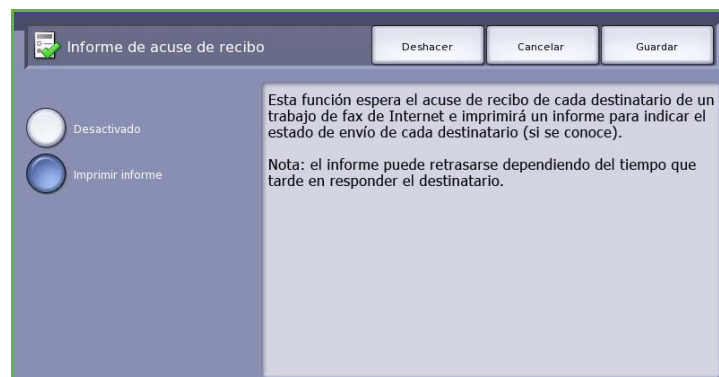 Informe de acuse de recibo
Deshacer
Cancelar
Guardar
Desactivado
Imprimir informe
Esta función espera el acuse de recibo de cada destinatario de un
trabajo de fax de Internet e imprimirá un informe para indicar el
estado de envío de cada destinatario (si se conoce).
Nota: el informe puede retrasarse dependiendo del tiempo que
tarde en responder el destinatario.